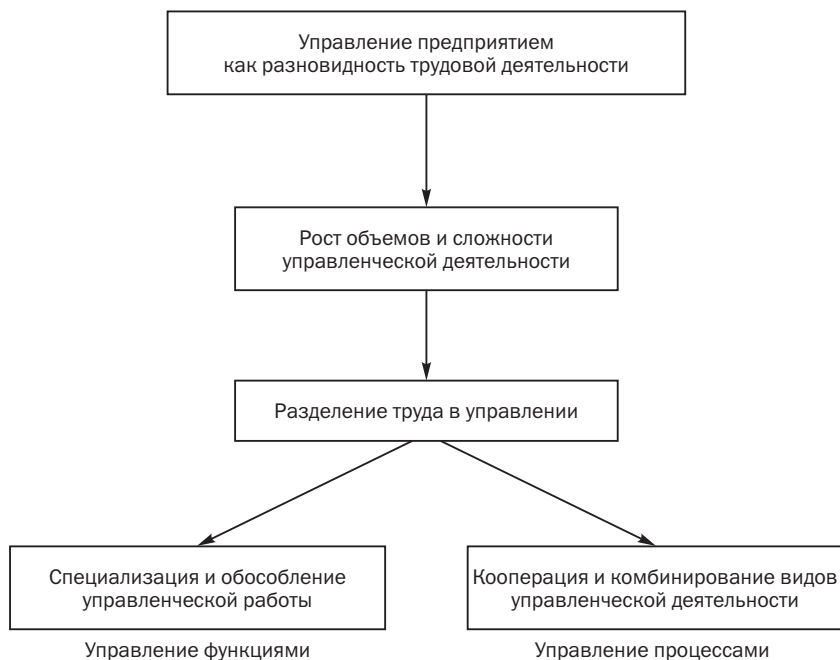 Управление предприятием
как разновидность трудовой деятельности
Рост объемов и сложности
управленческой деятельности
Разделение труда в управлении
Специализация и обособление
управленческой работы
Кооперация и комбинирование видов
управленческой деятельности
Управление функциями
Управление процессами